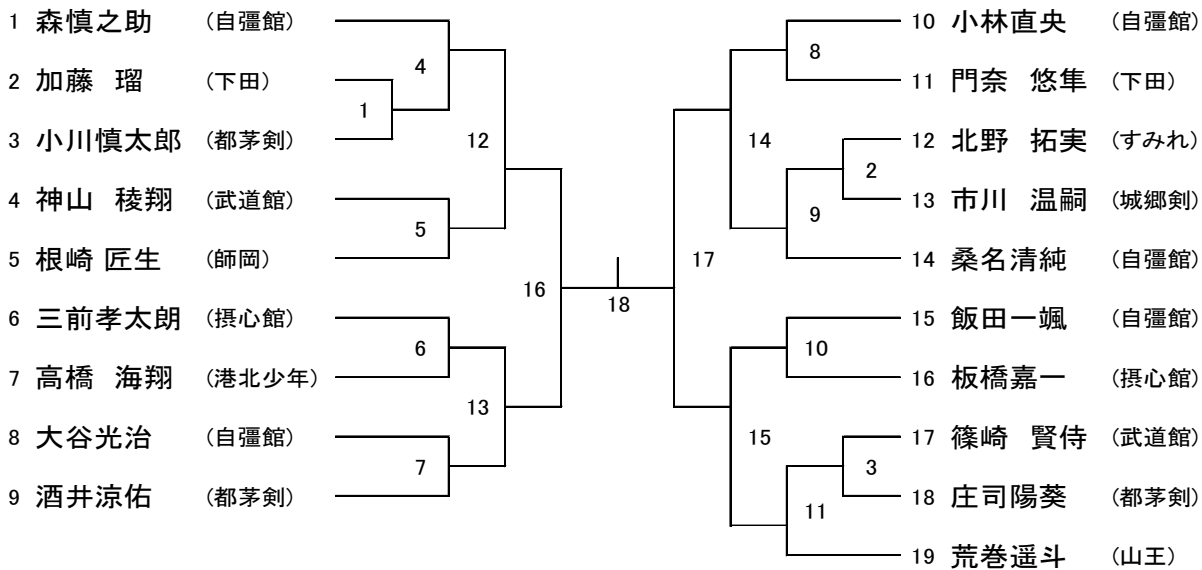 1 森慎之助 (自彊館)
2 加藤 瑠 (下田)
3 小川慎太郎 (都茅剣)
4 神山 稜翔 (武道館)
5 根崎 匠生 (師岡)
6 三前孝太朗 (摂心館)
7 高橋 海翔 (港北少年)
8 大谷光治 (自彊館)
9 酒井涼佑 (都茅剣)
4
1
12
5
16
6
13
7
18
8
14
2
9
17
10
15
3
11
10 小林直央 (自彊館)
11 門奈 悠隼 (下田)
12 北野 拓実 (すみれ)
13 市川 温嗣 (城郷剣)
14 桑名清純 (自彊館)
15 飯田一颯 (自彊館)
16 板橋嘉一 (摂心館)
17 篠崎 賢侍 (武道館)
18 庄司陽葵 (都茅剣)
19 荒巻遥斗 (山王)